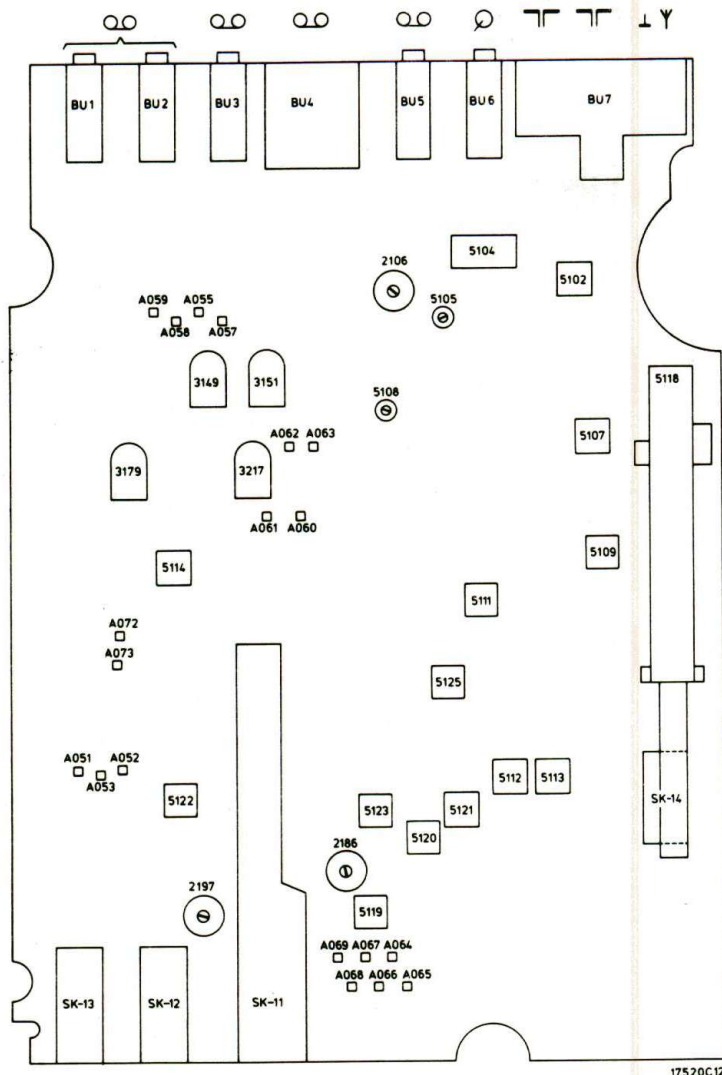 BU1 BU2 BU3 BU4 BU5 BU6 BU7
5104
2106
5102
5105
A059 A055
A058 A057
3149 3151 5118
5108
A062 A063 5107
3179 3217
A061 A060
5109
5114
5111
A072
A073
5125
A051 A052
A053
5112 5113
5122 5123 5121 SK-14
5120
2186
2197
5119
A069 A067 A064
A068 A066 A065
SK-13 SK-12 SK-11
17520C12